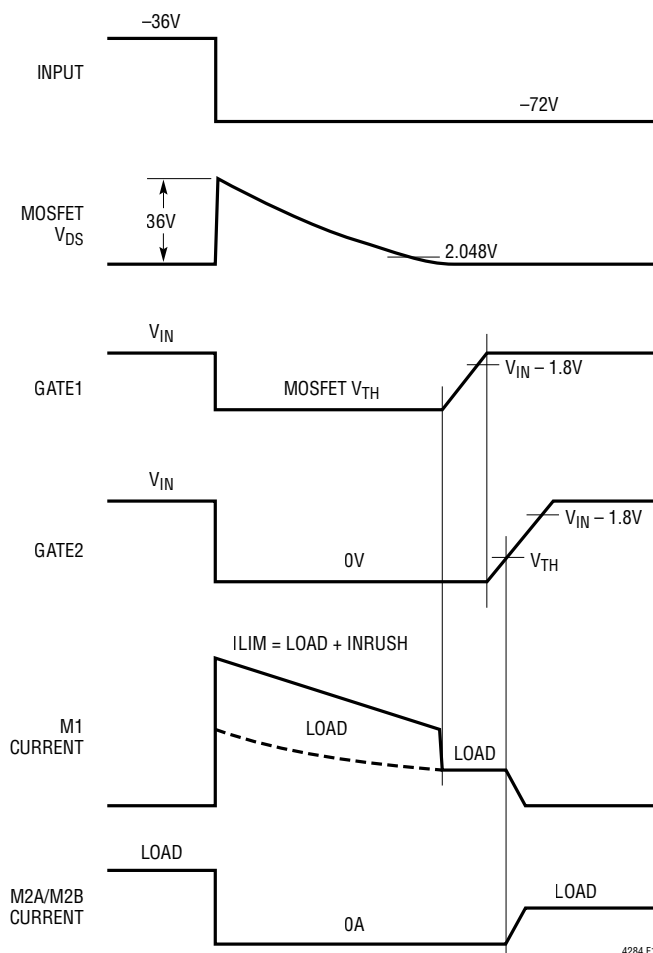 –36V
INPUT
–72V
MOSFET
VDS
36V
2.048V
VIN
GATE1
MOSFET VTH
VIN – 1.8V
VIN
GATE2
0V
VIN – 1.8V
VTH
ILIM = LOAD + INRUSH
M1
CURRENT
LOAD
LOAD
LOAD
M2A/M2B
CURRENT
0A
LOAD